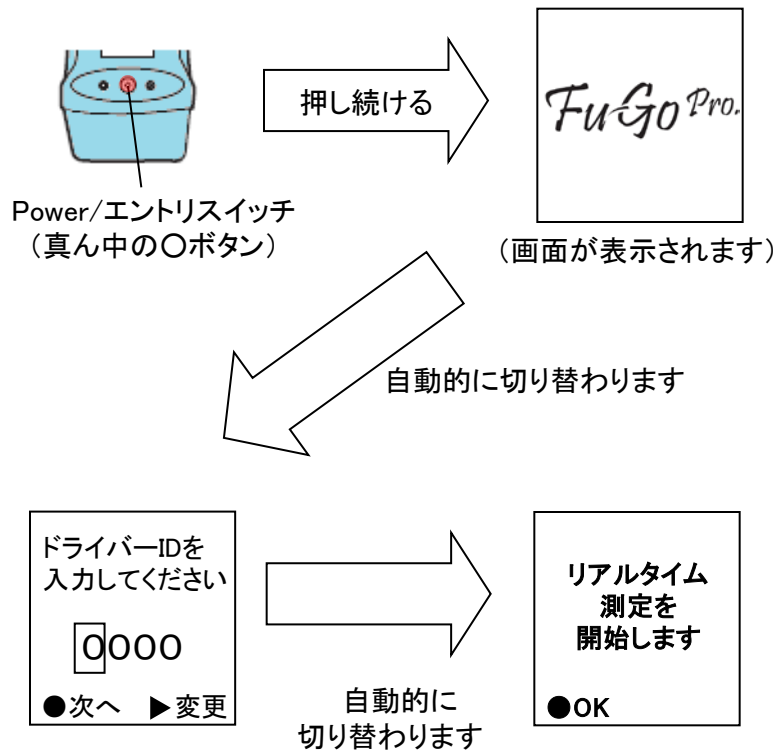 押し続ける
FuGo Pro.
Power/エントリスイッチ
（真ん中の〇ボタン）
（画面が表示されます）
自動的に切り替わります
ドライバーIDを
入力してください
0000
●次へ ▶変更
自動的に
切り替わります
リアルタイム
測定を
開始します
●OK